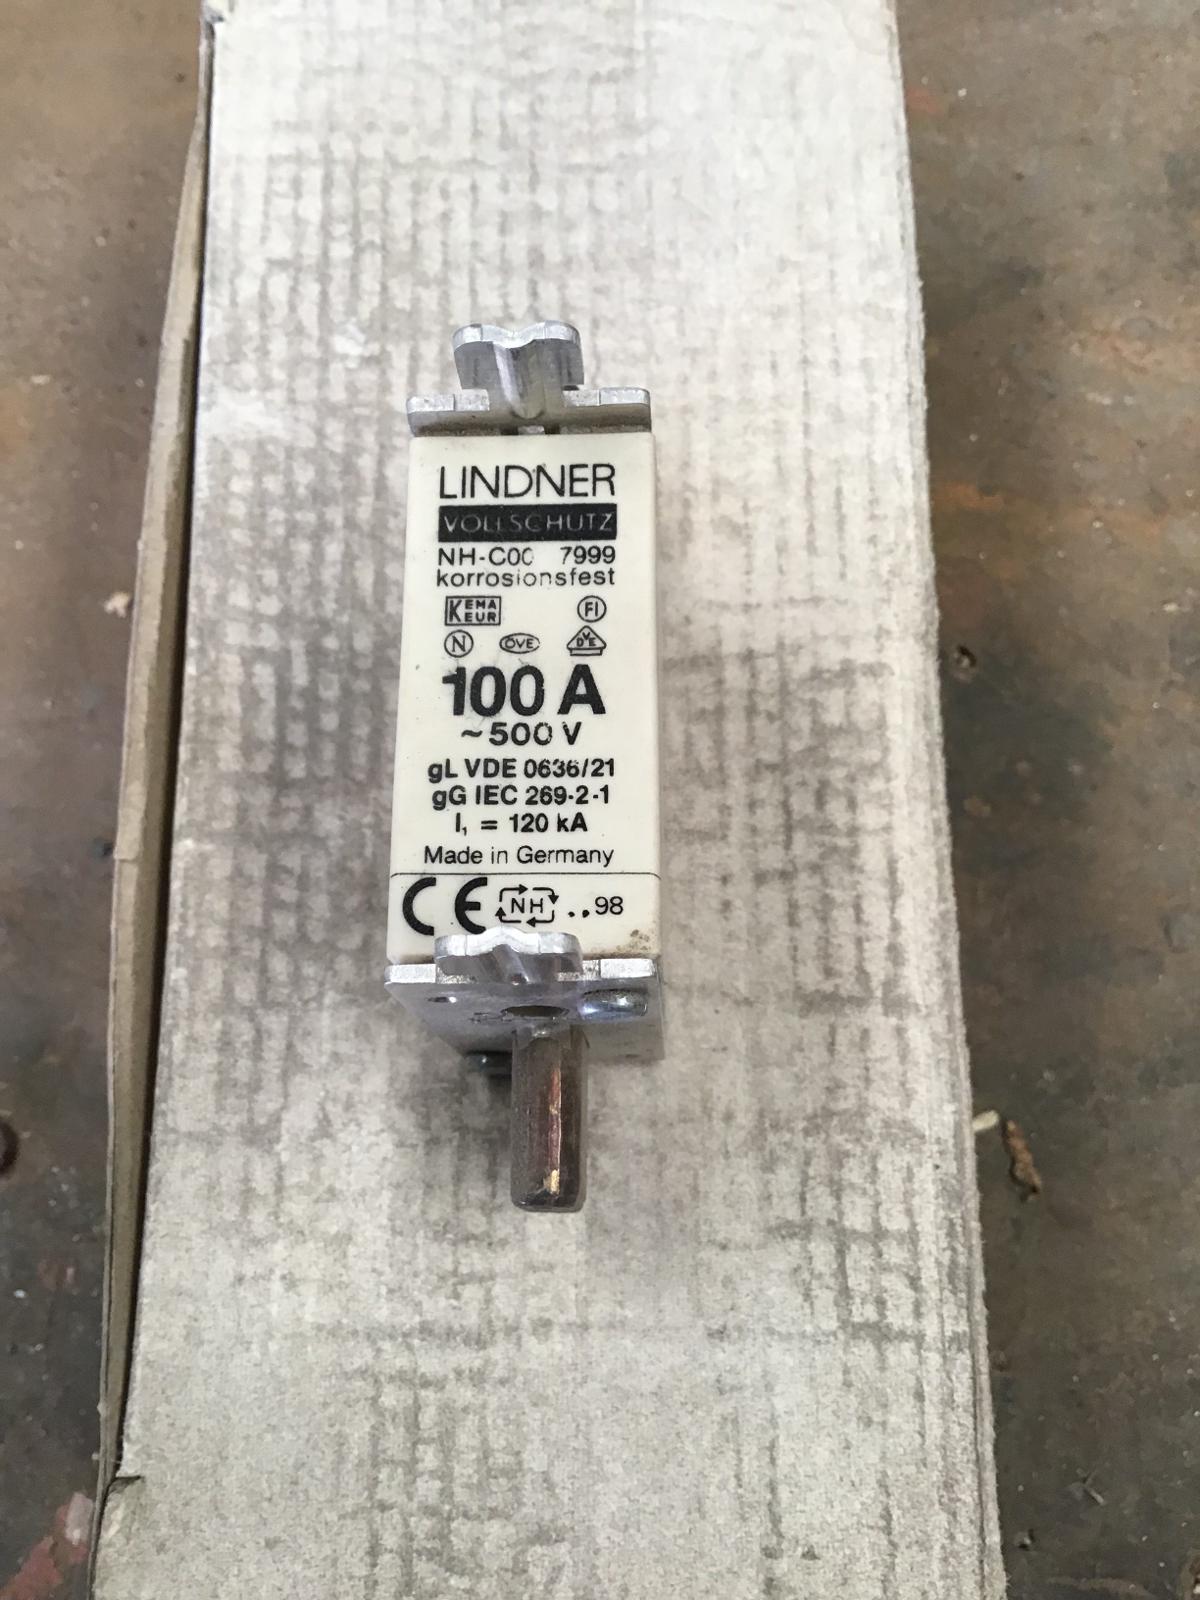 LINDNER
VOLLSCHUTZ
NH-C00 7999
korrosionsfest
KEMA KEUR FI
N ÖVE VDE
100 A
~500 V
gL VDE 0636/21
gG IEC 269-2-1
I₁ = 120 kA
Made in Germany
CE NH ..98